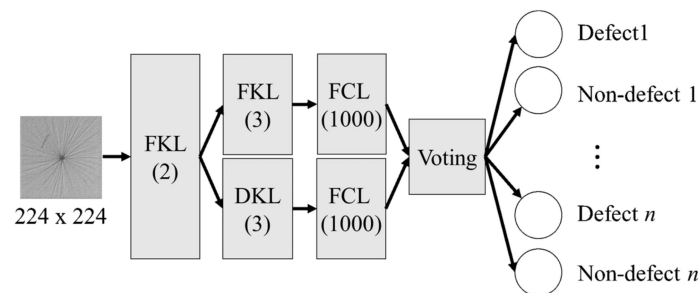 224 x 224
FKL
(2)
FKL
(3)
FCL
(1000)
DKL
(3)
FCL
(1000)
Voting
Defect1
Non-defect 1
⋮
Defect n
Non-defect n